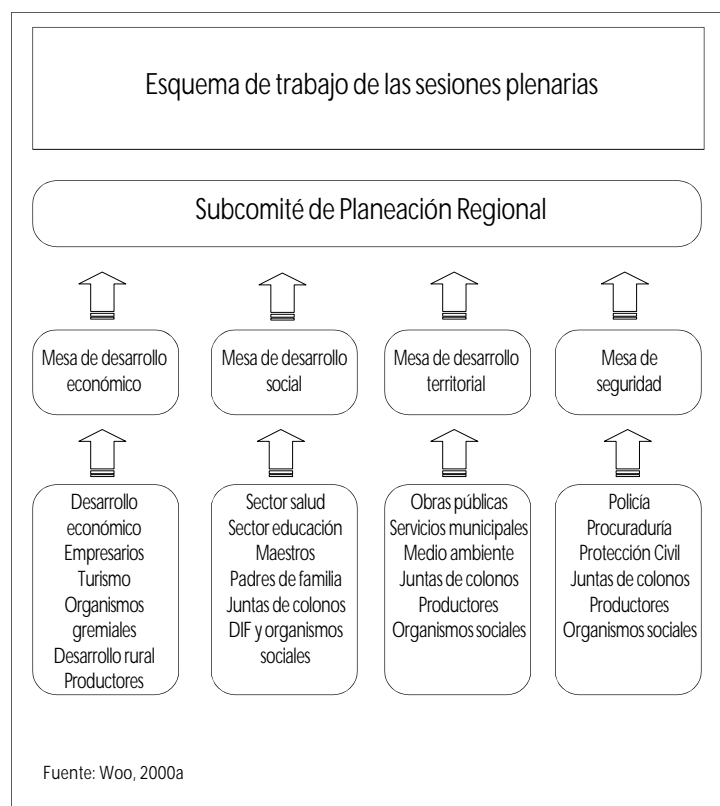 Esquema de trabajo de las sesiones plenarias
Subcomité de Planeación Regional
Mesa de desarrollo
económico
Mesa de desarrollo
social
Mesa de desarrollo
territorial
Mesa de
seguridad
Desarrollo
económico
Empresarios
Turismo
Organismos
gremiales
Desarrollo rural
Productores
Sector salud
Sector educación
Maestros
Padres de familia
Juntas de colonos
DIF y organismos
sociales
Obras públicas
Servicios municipales
Medio ambiente
Juntas de colonos
Productores
Organismos sociales
Policía
Procuraduría
Protección Civil
Juntas de colonos
Productores
Organismos sociales
Fuente: Woo, 2000a